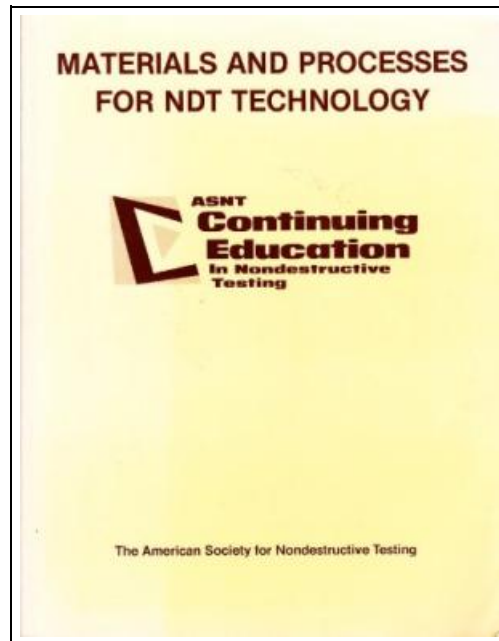 MATERIALS AND PROCESSES
FOR NDT TECHNOLOGY
ASNT
Continuing
Education
In Nondestructive
Testing
The American Society for Nondestructive Testing